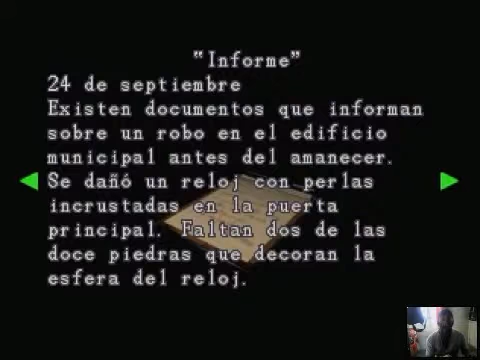 "Informe"
24 de septiembre
Existen documentos que informan
sobre un robo en el edificio
municipal antes del amanecer.
Se dañó un reloj con perlas
incrustadas en la puerta
principal. Faltan dos de las
doce piedras que decoran la
esfera del reloj.